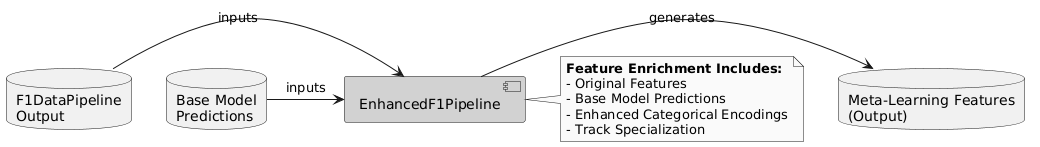 inputs
generates
F1DataPipeline
Output
Base Model
Predictions
inputs
EnhancedF1Pipeline
Feature Enrichment Includes:
- Original Features
- Base Model Predictions
- Enhanced Categorical Encodings
- Track Specialization
Meta-Learning Features
(Output)